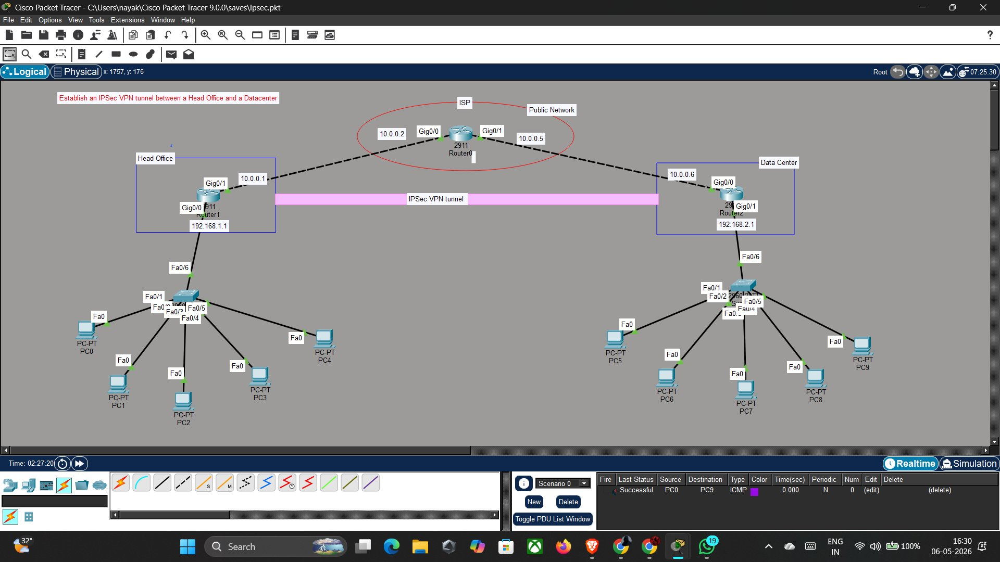 Cisco Packet Tracer - C:\Users\nayak\Cisco Packet Tracer 9.0.0\saves\Ipsec.pkt
File Edit Options View Tools Extensions Window Help
?
Logical Physical x: 1757, y: 176
Root 07:25:30
Establish an IPSec VPN tunnel between a Head Office and a Datacenter
ISP
Public Network
10.0.0.2 Gig0/0 Gig0/1 10.0.0.5
2911
Router0
Head Office
Data Center
Gig0/1 10.0.0.1
10.0.0.6 Gig0/0
IPSec VPN tunnel
Gig0/0 911
Router1
192.168.1.1
29 Gig0/1
Router2
192.168.2.1
Fa0/6
Fa0/6
Fa0/1
Fa0/3 Fa0/5
Fa0/4
Fa0/1
Fa0/2 Fa0/5
Fa0/4
Fa0
PC-PT
PC0
Fa0
PC-PT
PC1
Fa0
PC-PT
PC2
Fa0
PC-PT
PC3
Fa0
PC-PT
PC4
Fa0
PC-PT
PC5
Fa0
PC-PT
PC6
Fa0
PC-PT
PC7
Fa0
PC-PT
PC8
Fa0
PC-PT
PC9
Time: 02:27:20
Realtime Simulation
S M
Scenario 0
New Delete
Toggle PDU List Window
Fire Last Status Source Destination Type Color Time(sec) Periodic Num Edit Delete
Successful PC0 PC9 ICMP 0.000 N 0 (edit) (delete)
32°
Search
19
ENG
IN
100%
16:30
06-05-2026